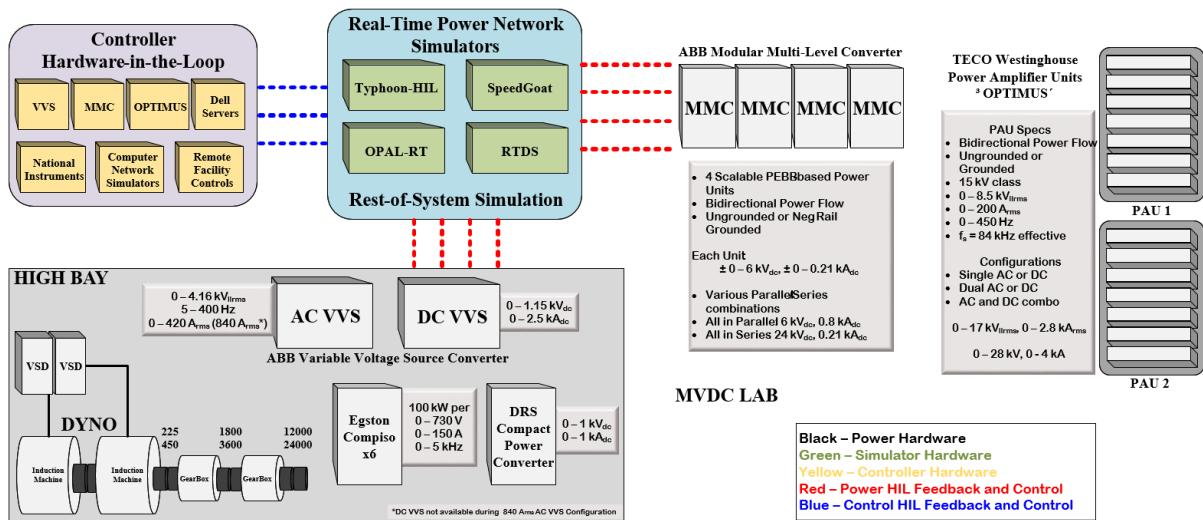 Controller
Hardware-in-the-Loop
VVS
MMC
OPTIMUS
Dell
Servers
National
Instruments
Computer
Network
Simulators
Remote
Facility
Controls
Real-Time Power Network
Simulators
Typhoon-HIL
SpeedGoat
OPAL-RT
RTDS
Rest-of-System Simulation
ABB Modular Multi-Level Converter
MMC
MMC
MMC
MMC
• 4 Scalable PEBB-based Power
Units
• Bidirectional Power Flow
• Ungrounded or Neg Rail
Grounded
Each Unit
± 0–6 kVdc, ± 0–0.21 kAdc
• Various Parallel/Series
combinations
• All in Parallel 6 kVdc, 0.8 kAdc
• All in Series 24 kVdc, 0.21 kAdc
TECO Westinghouse
Power Amplifier Units
³ OPTIMUS´
PAU Specs
• Bidirectional Power Flow
• Ungrounded or
Grounded
• 15 kV class
• 0–8.5 kVllrms
• 0–200 Arms
• 0–450 Hz
• fs = 84 kHz effective
Configurations
• Single AC or DC
• Dual AC or DC
• AC and DC combo
0–17 kVllrms, 0–2.8 kArms
0–28 kV, 0- 4 kA
PAU 1
PAU 2
HIGH BAY
0–4.16 kVllrms
5–400 Hz
0–420 Arms (840 Arms*)
AC VVS
DC VVS
0–1.15 kVdc
0–2.5 kAdc
ABB Variable Voltage Source Converter
VSD
VSD
DYNO
Induction
Machine
Induction
Machine
225
450
GearBox
1800
3600
GearBox
12000
24000
Egston
Compiso
x6
100 kW per
0–730 V
0–150 A
0–5 kHz
DRS
Compact
Power
Converter
0–1 kVdc
0–1 kAdc
*DC VVS not available during 840 Arms AC VVS Configuration
MVDC LAB
Black – Power Hardware
Green – Simulator Hardware
Yellow – Controller Hardware
Red – Power HIL Feedback and Control
Blue – Control HIL Feedback and Control